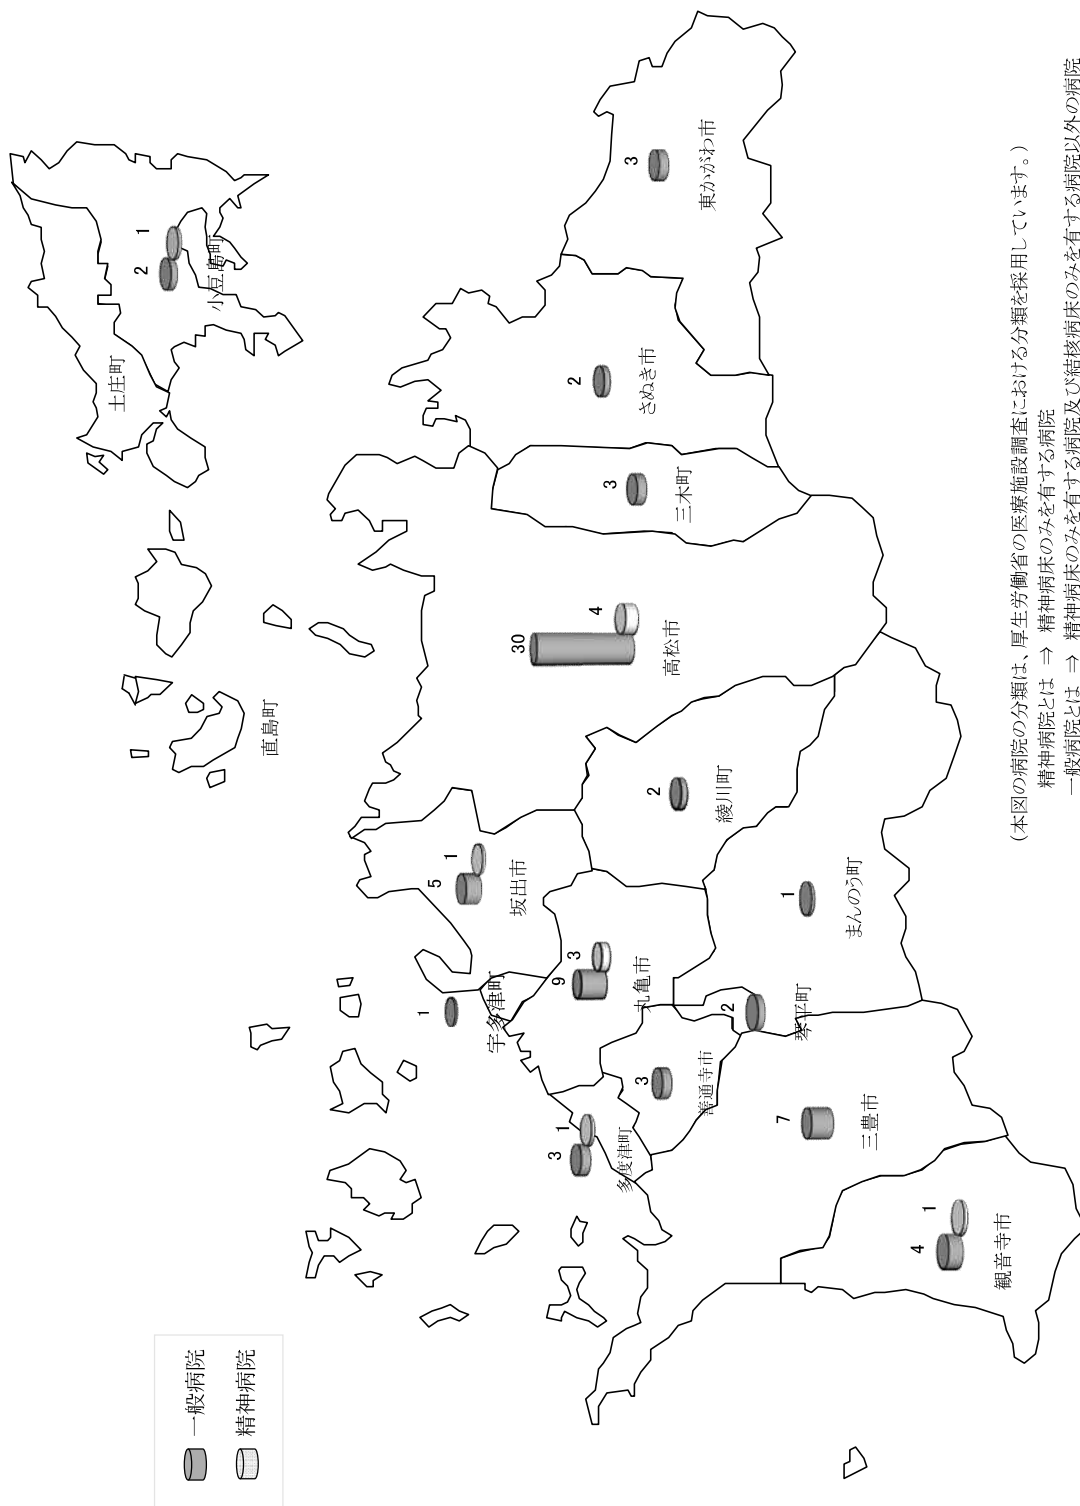 一般病院
精神病院
土庄町
2
1
小豆島町
直島町
3
東かがわ市
2
さぬき市
3
三木町
30
4
高松市
2
綾川町
5
1
坂出市
1
宇多津町
9
3
丸亀市
1
まんのう町
2
琴平町
3
善通寺市
3
1
多度津町
7
三豊市
4
1
観音寺市
(本図の病院の分類は、厚生労働省の医療施設調査における分類を採用しています。)
精神病院とは ⇒ 精神病床のみを有する病院
一般病院とは ⇒ 精神病床のみを有する病院及び結核病床のみを有する病院以外の病院